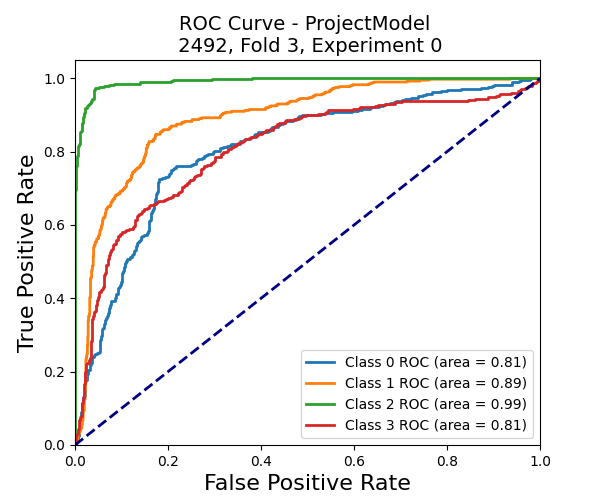 ROC Curve - ProjectModel
2492, Fold 3, Experiment 0
True Positive Rate
1.0
0.8
0.6
0.4
0.2
0.0
0.0 0.2 0.4 0.6 0.8 1.0
False Positive Rate
Class 0 ROC (area = 0.81)
Class 1 ROC (area = 0.89)
Class 2 ROC (area = 0.99)
Class 3 ROC (area = 0.81)